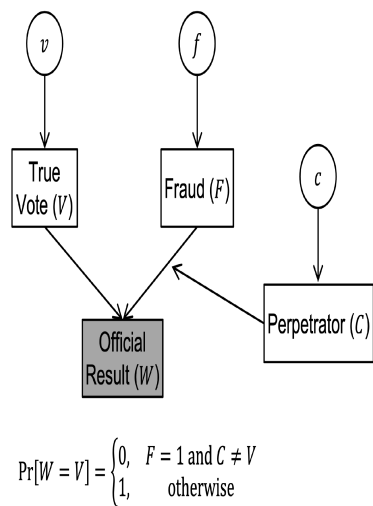 v
f
True
Vote (V)
Fraud (F)
c
Perpetrator (C)
Official
Result (W)
Pr[W = V] = {0, F = 1 and C ≠ V
1, otherwise